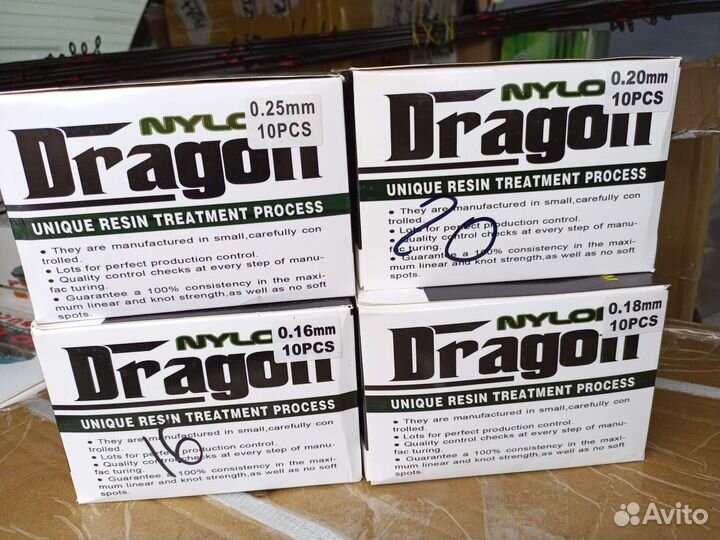 NYLO
0.25mm
10PCS
Dragon
UNIQUE RESIN TREATMENT PROCESS
• They are manufactured in small,carefully con
trolled.
• Lots for perfect production control.
• Quality control checks at every step of manu-
fac turing.
• Guarantee a 100% consistency in the maxi-
mum linear and knot strength,as well as no soft
spots.
NYLO
0.20mm
10PCS
Dragon
UNIQUE RESIN TREATMENT PROCESS
• They are manufactured in small,carefully con
trolled.
• Lots for perfect production control.
• Quality control checks at every step of manu-
fac turing.
• Guarantee a 100% consistency in the maxi-
mum linear and knot strength,as well as no soft
spots.
20
NYLO
0.16mm
10PCS
Dragon
UNIQUE RES'N TREATMENT PROCESS
• They are manufactured in small,carefully con
trolled.
• Lots for perfect production control.
• Quality control checks at every step of manu-
fac turing.
• Guarantee a 100% consistency in the maxi-
mum linear and knot strength,as well as no soft
spots.
16
NYLON
0.18mm
10PCS
Dragon
UNIQUE RESIN TREATMENT PROCESS
• They are manufactured in small,carefully con
trolled.
• Lots for perfect production control.
• Quality control checks at every step of manu-
fac turing.
• Guarantee a 100% consistency in the maxi-
mum linear and knot strength,as well as no soft
spots.
Avito